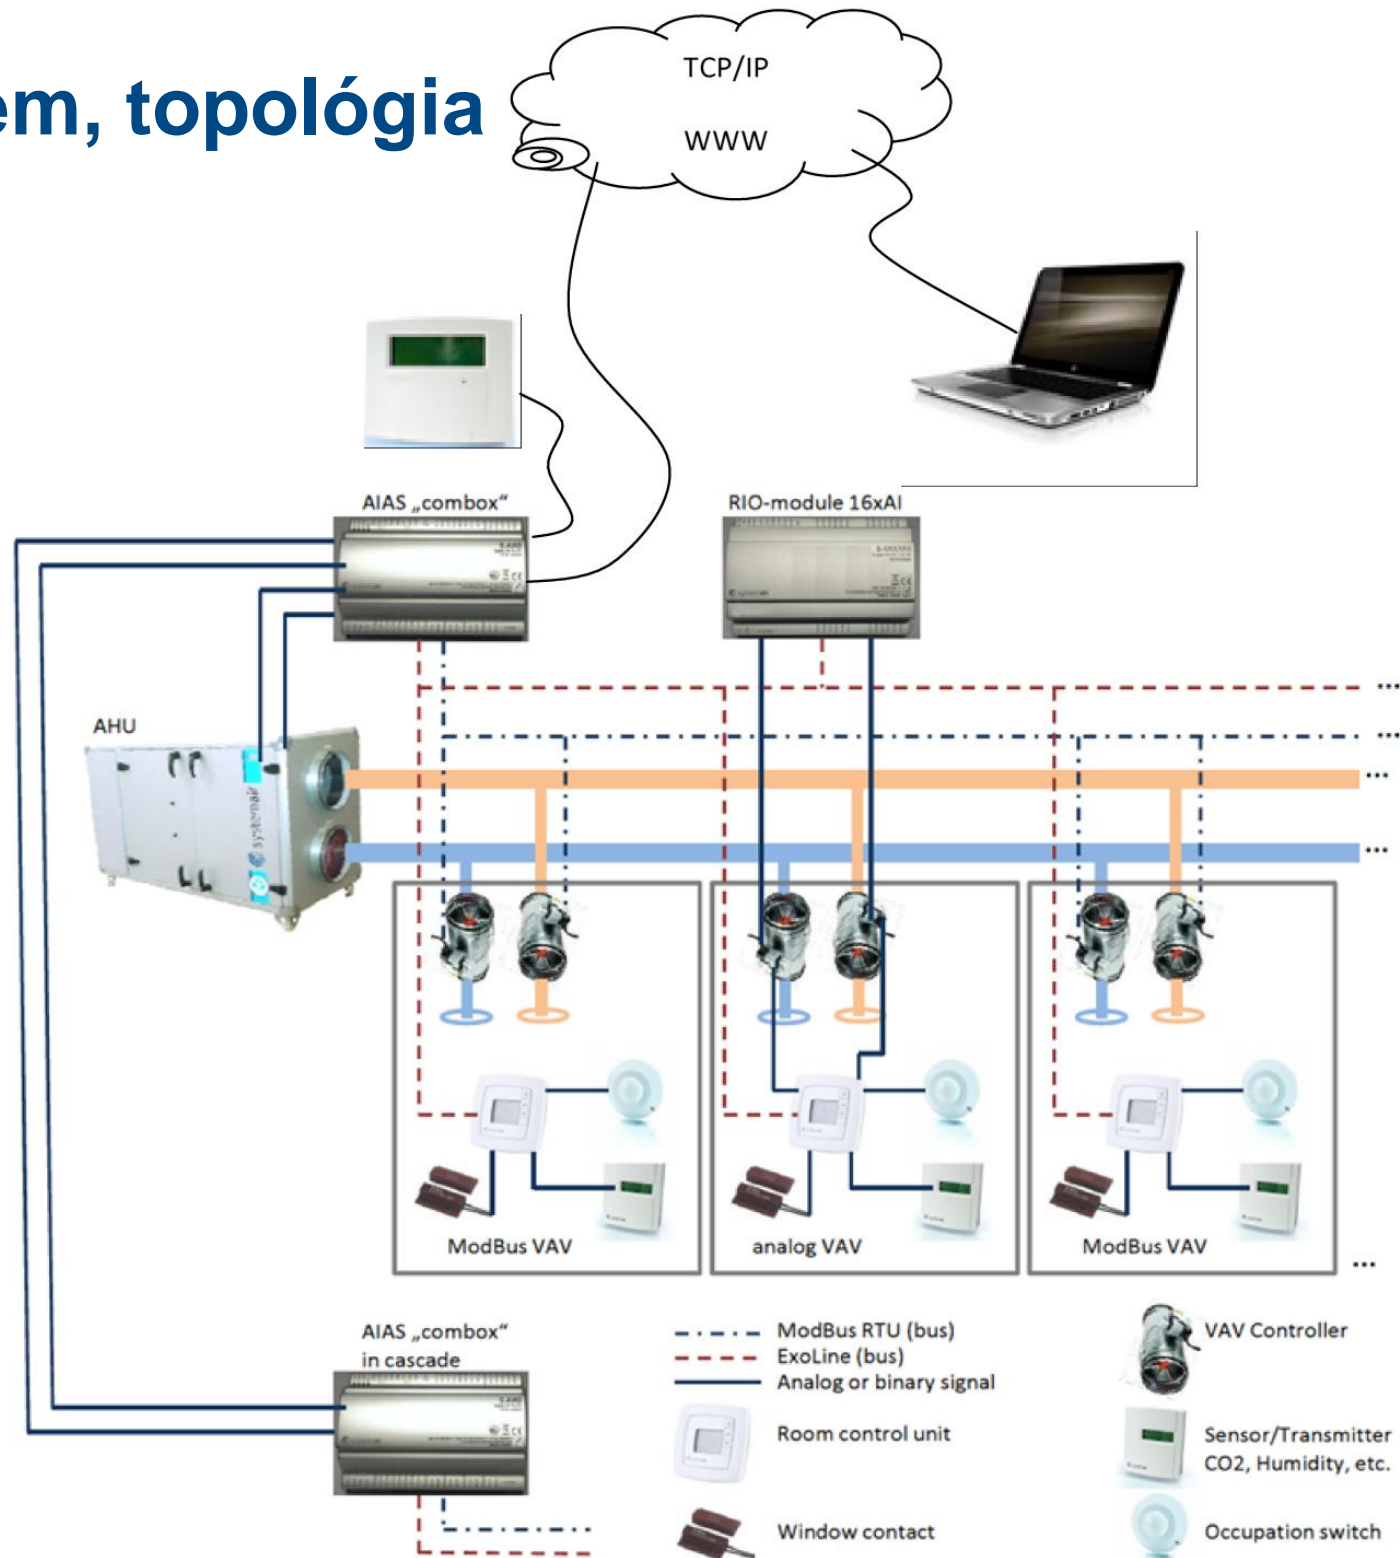 em, topológia
TCP/IP
WWW
AIAS „combox“
RIO-module 16xAI
AHU
systemair
...
...
...
...
ModBus VAV
analog VAV
ModBus VAV
...
AIAS „combox“
in cascade
ModBus RTU (bus)
ExoLine (bus)
Analog or binary signal
Room control unit
Window contact
VAV Controller
Sensor/Transmitter
CO2, Humidity, etc.
Occupation switch